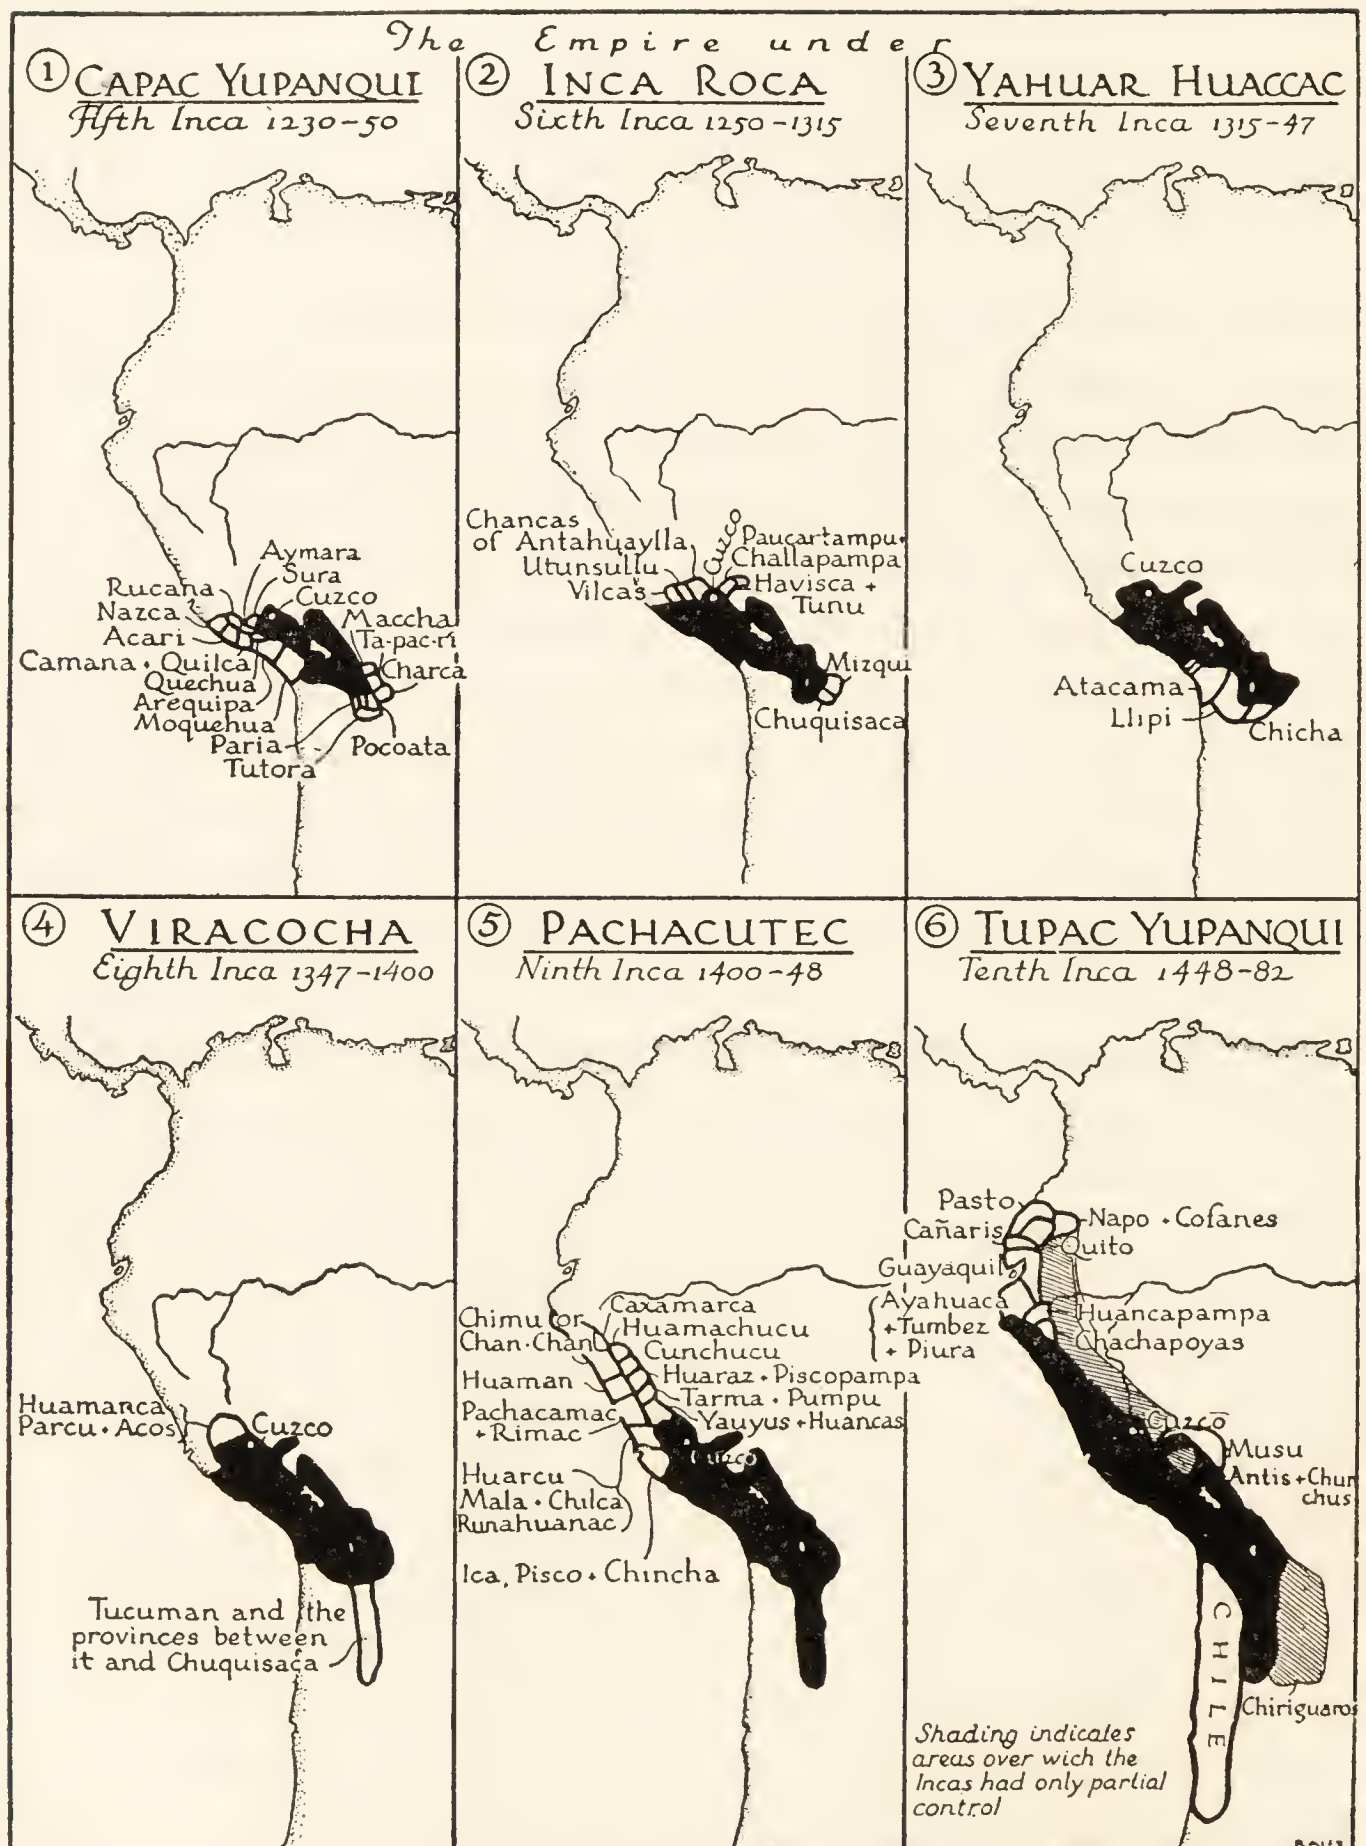 The Empire under
① CAPAC YUPANQUI
Fifth Inca 1230-50
Aymara
Sura
Rucana
Cuzco
Nazca
Maccha
Acari
Ta-pac-ri
Camana · Quilca
Charca
Quechua
Arequipa
Moquehua
Paria
Pocoata
Tutora
② INCA ROCA
Sixth Inca 1250-1315
Chancas
of Antahuaylla
Cuzco
Paucartampu
Utunsullu
Challapampa
Vilcas
Havisca +
Tunu
Mizqui
Chuquisaca
③ YAHUAR HUACCAC
Seventh Inca 1315-47
Cuzco
Atacama
Llipi
Chicha
④ VIRACOCHA
Eighth Inca 1347-1400
Huamanca
Parcu · Acos
Cuzco
Tucuman and the
provinces between
it and Chuquisaca
⑤ PACHACUTEC
Ninth Inca 1400-48
Chimu or
Chan·Chan
Caxamarca
Huamachucu
Cunchucu
Huaman
Huaraz · Piscopampa
Tarma · Pumpu
Pachacamac
+ Rimac
Yauyus + Huancas
Cuzco
Huarcu
Mala · Chilca
Runahuanac
Ica, Pisco + Chincha
⑥ TUPAC YUPANQUI
Tenth Inca 1448-82
Pasto
Napo · Cofanes
Cañaris
Quito
Guayaquil
Ayahuaca
+ Tumbez
+ Piura
Huancapampa
Chachapoyas
Cuzco
Musu
Antis + Chun
chus
CHILE
Chiriguanos
Shading indicates
areas over wich the
Incas had only partial
control